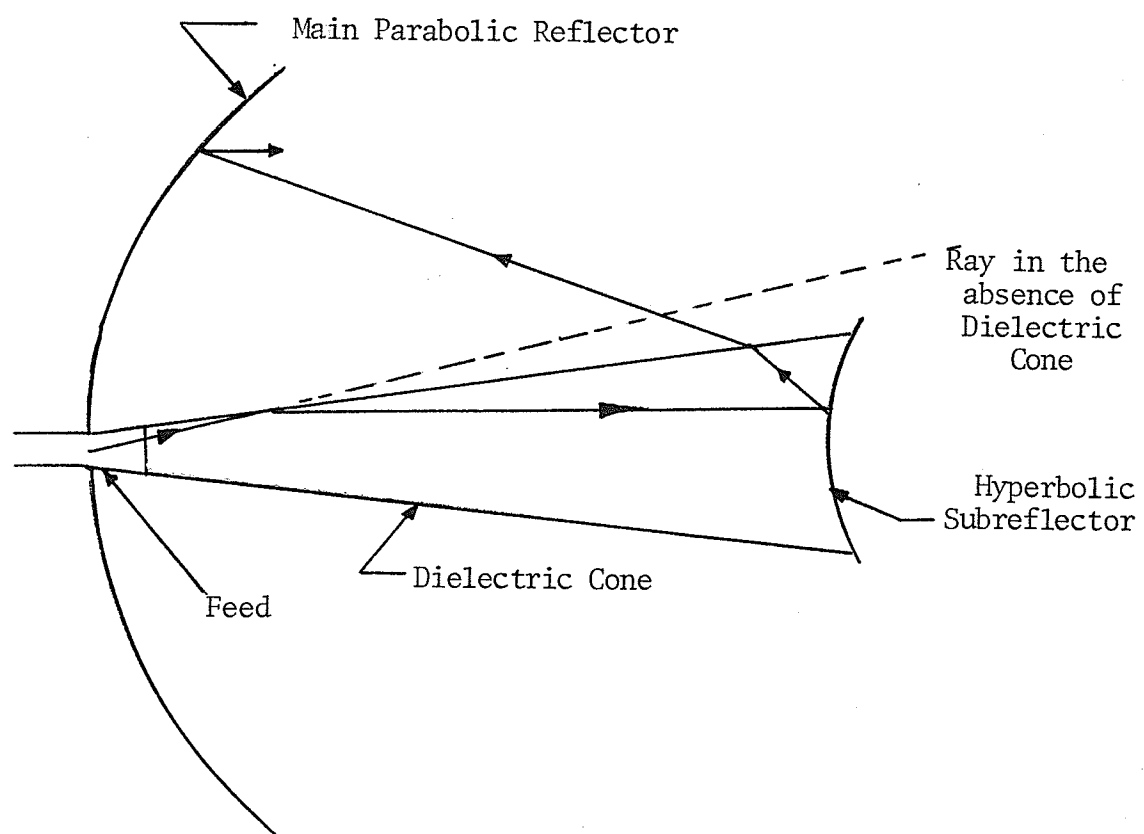 Main Parabolic Reflector
Ray in the
absence of
Dielectric
Cone
Hyperbolic
Subreflector
Dielectric Cone
Feed